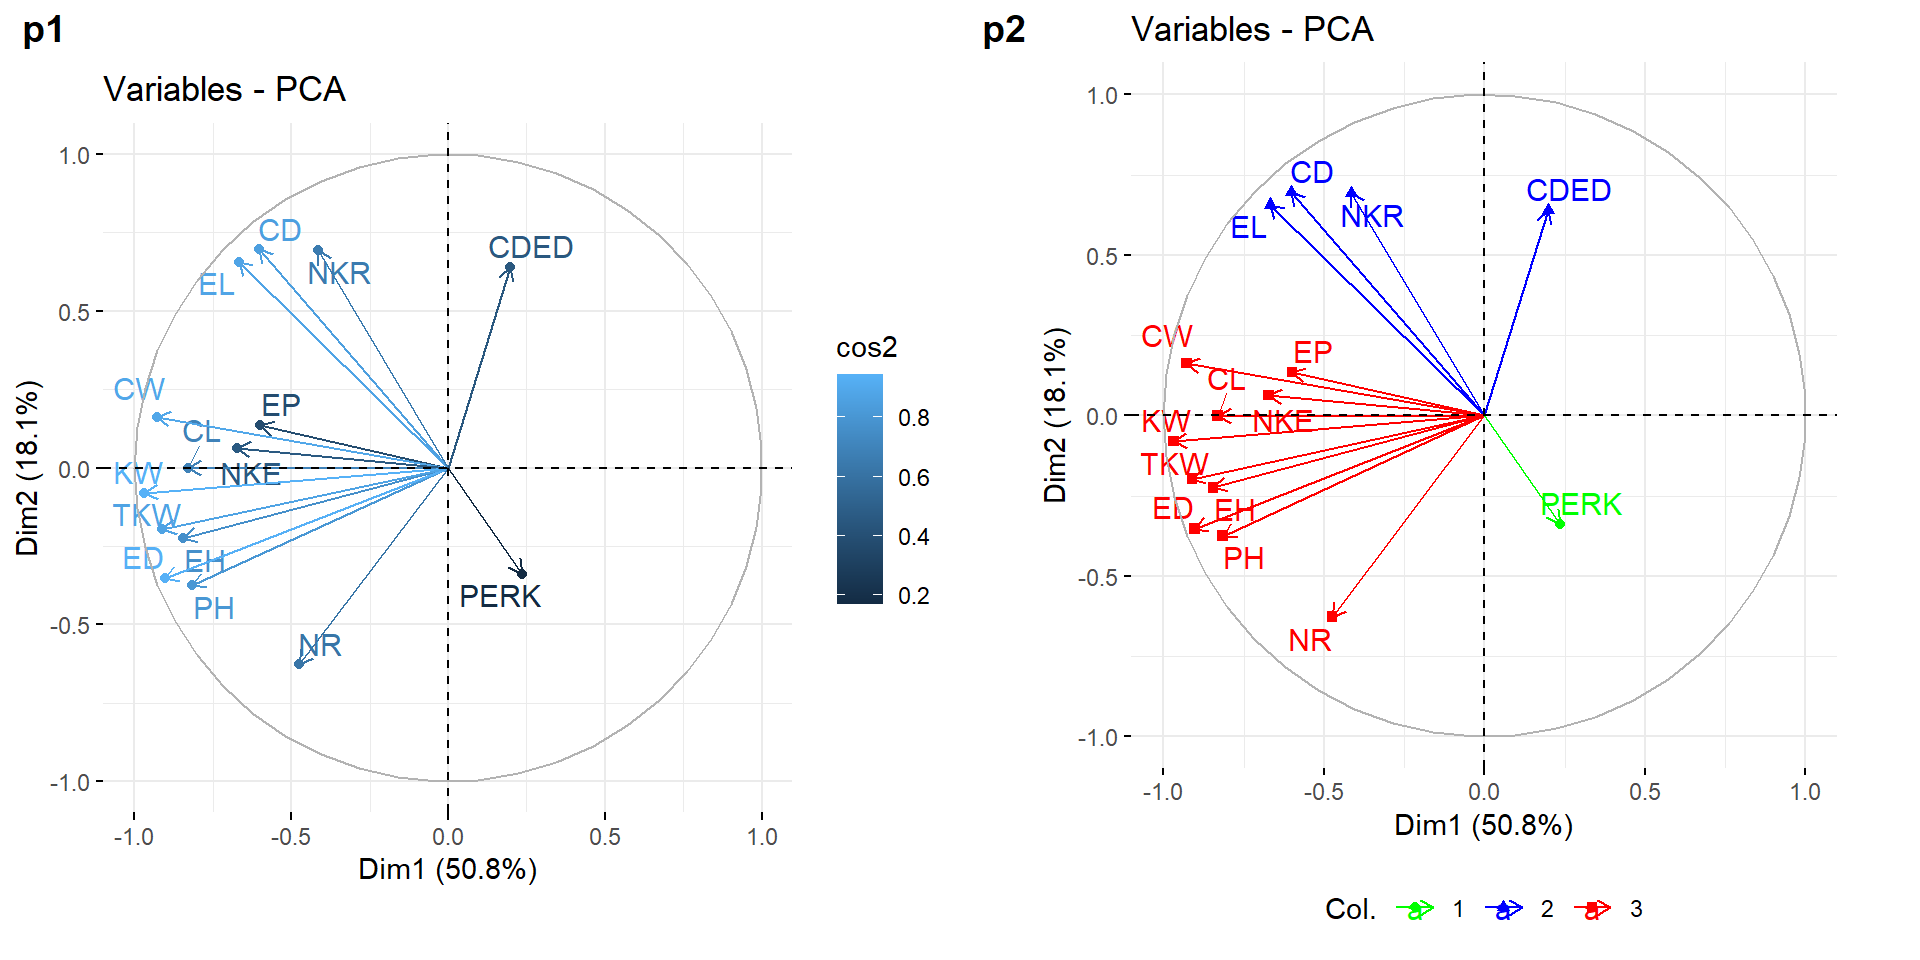 p1
Variables - PCA
1.0
0.5
0.0
-0.5
-1.0
Dim2 (18.1%)
CD
EL
NKR
CDED
CW
EP
CL
KW
NKE
TKW
ED
EH
PH
NR
PERK
-1.0 -0.5 0.0 0.5 1.0
Dim1 (50.8%)
cos2
0.8
0.6
0.4
0.2
p2
Variables - PCA
1.0
0.5
0.0
-0.5
-1.0
Dim2 (18.1%)
CD
EL
NKR
CDED
CW
EP
CL
KW
NKE
TKW
ED
EH
PH
NR
PERK
-1.0 -0.5 0.0 0.5 1.0
Dim1 (50.8%)
Col. a 1 a 2 a 3